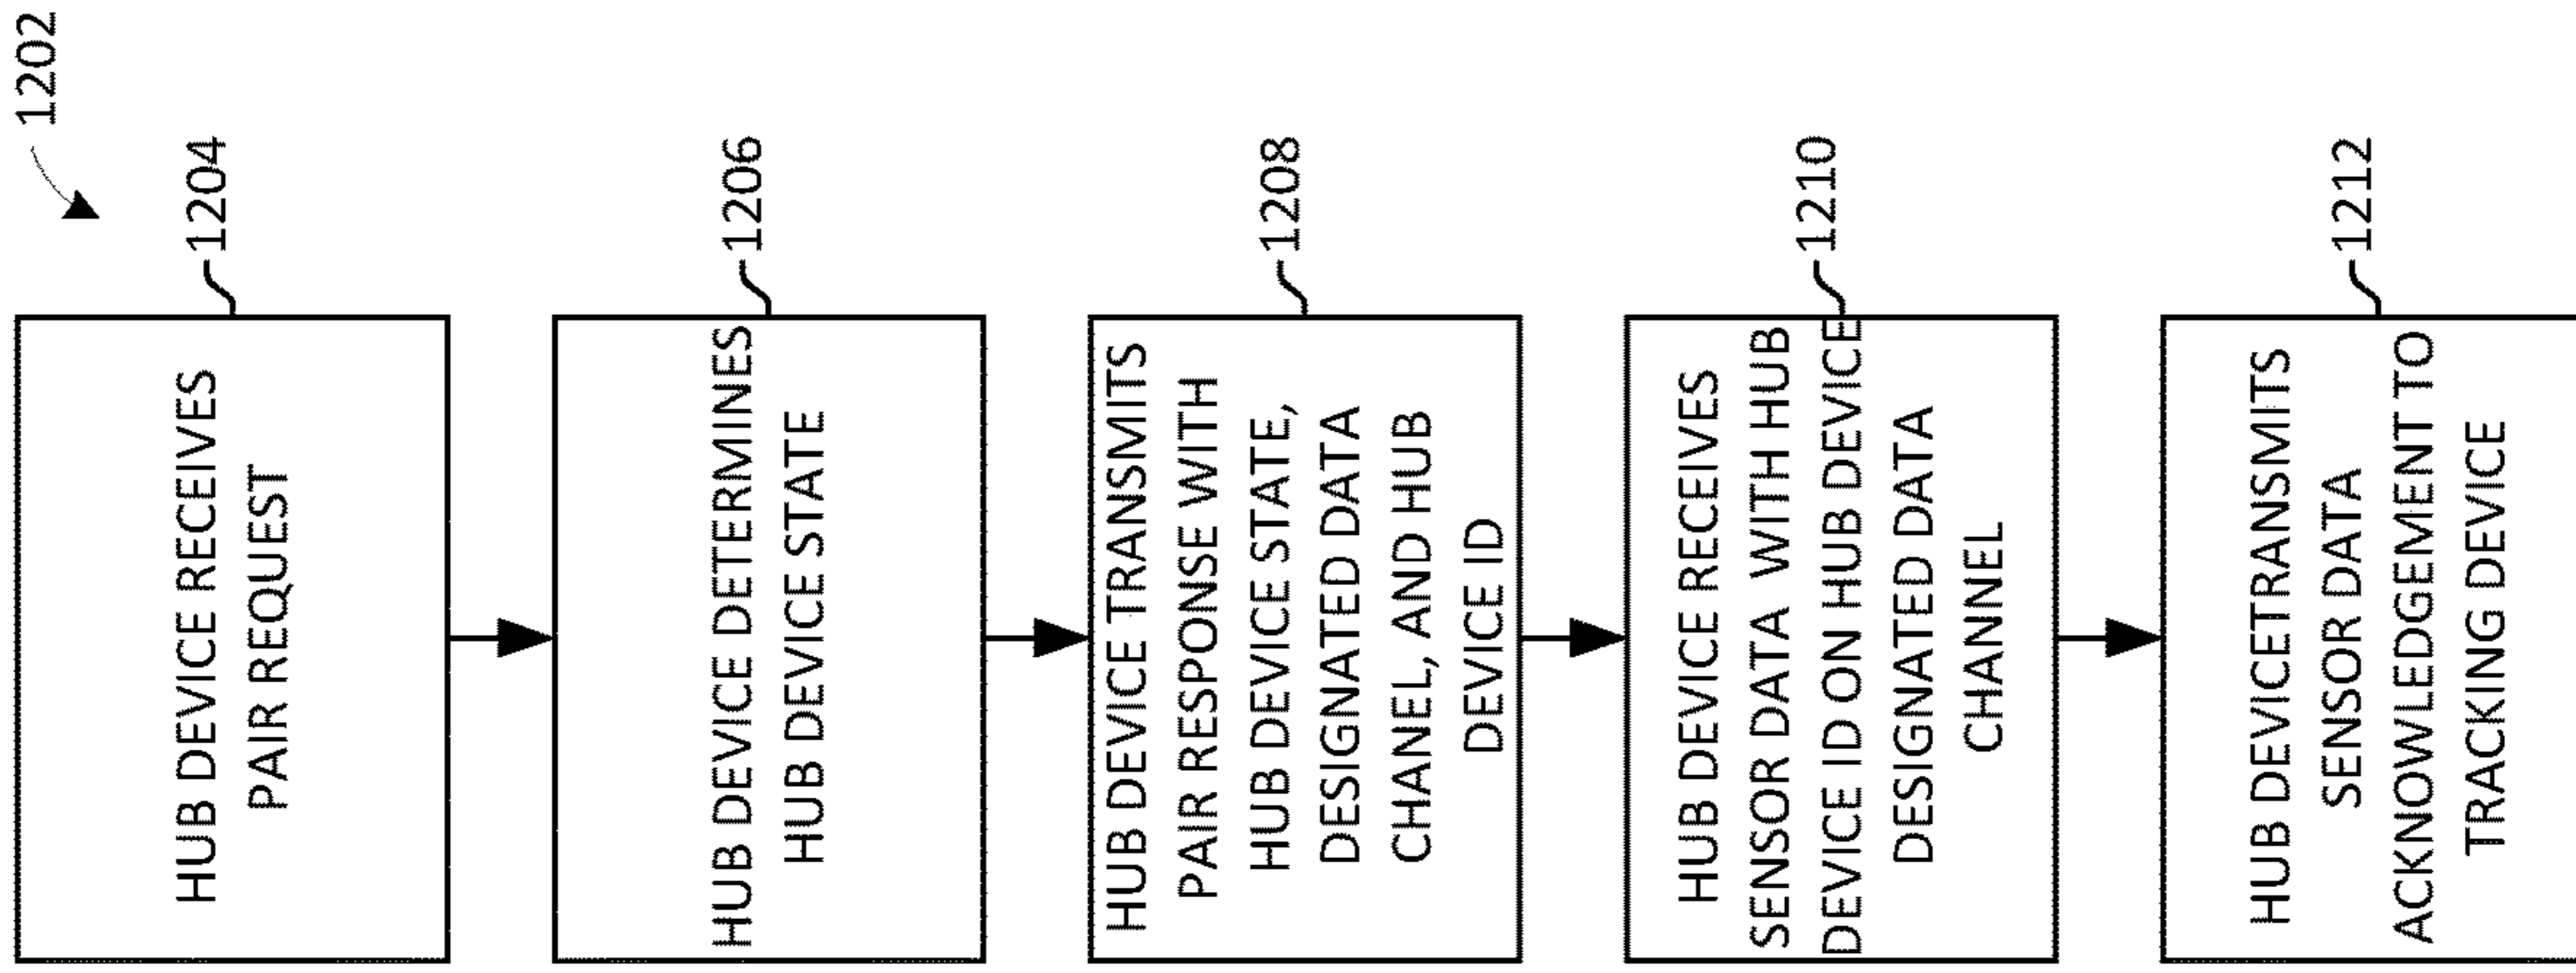 1202
HUB DEVICE RECEIVES
PAIR REQUEST
1204
HUB DEVICE DETERMINES
HUB DEVICE STATE
1206
HUB DEVICE TRANSMITS
PAIR RESPONSE WITH
HUB DEVICE STATE,
DESIGNATED DATA
CHANNEL, AND HUB
DEVICE ID
1208
HUB DEVICE RECEIVES
SENSOR DATA WITH HUB
DEVICE ID ON HUB DEVICE
DESIGNATED DATA
CHANNEL
1210
HUB DEVICETRANSMITS
SENSOR DATA
ACKNOWLEDGEMENT TO
TRACKING DEVICE
1212